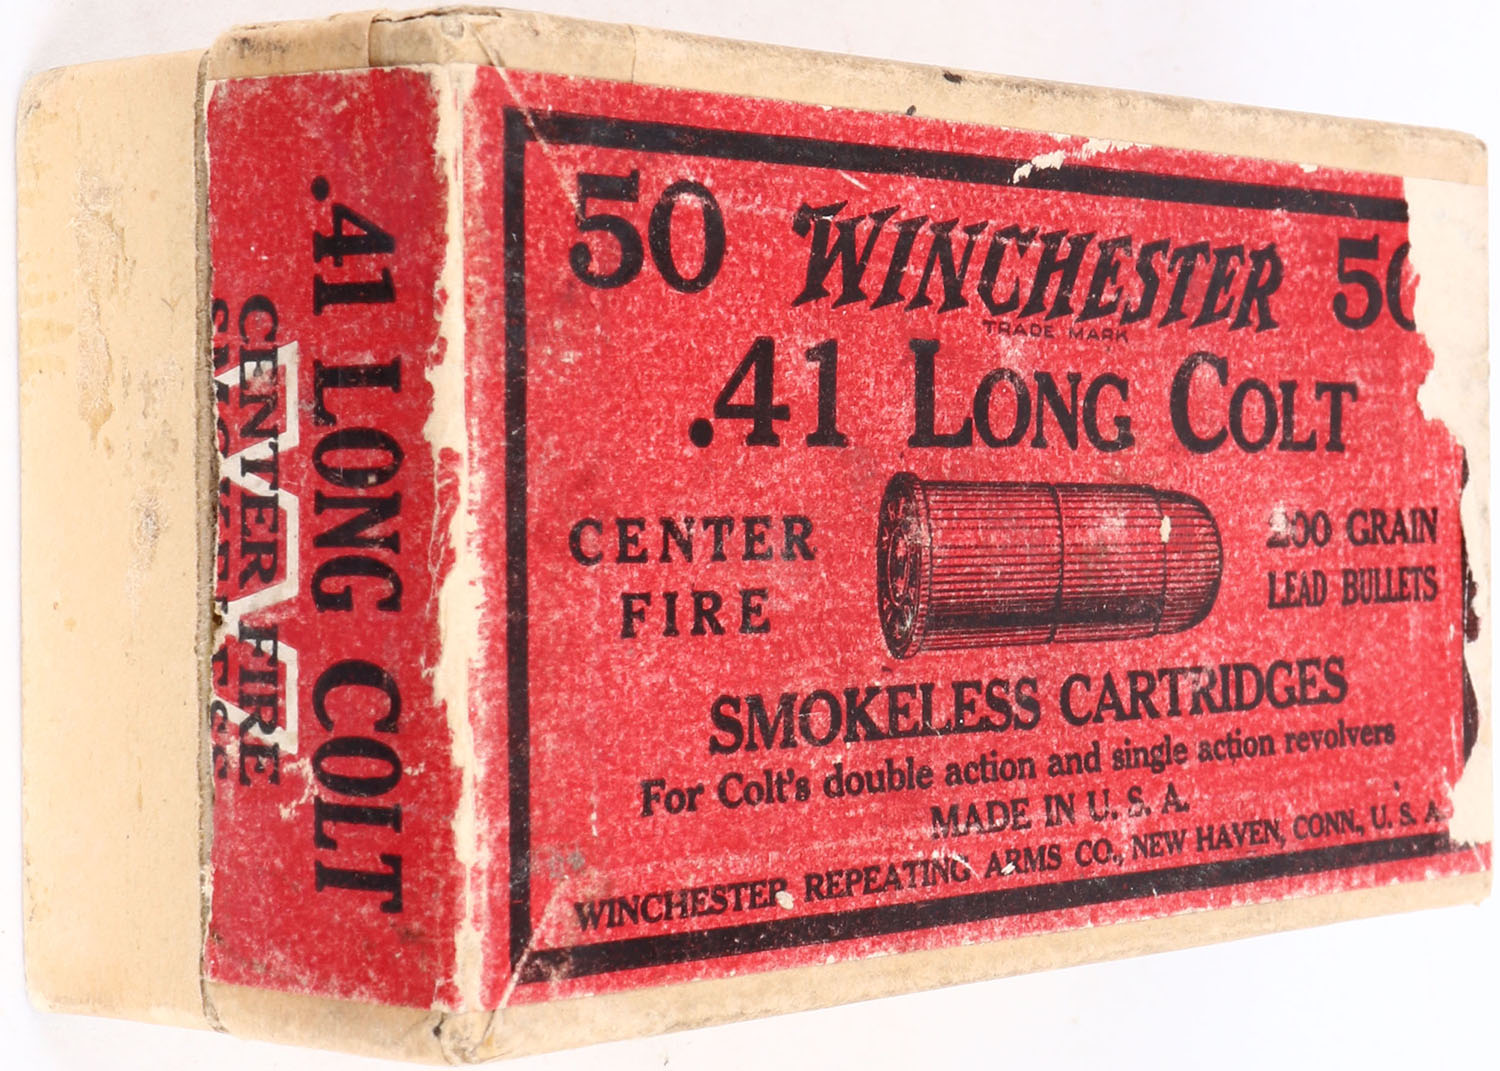 50 WINCHESTER 50
TRADE MARK
.41 LONG COLT
CENTER
FIRE
200 GRAIN
LEAD BULLETS
SMOKELESS CARTRIDGES
For Colt's double action and single action revolvers
MADE IN U. S. A.
WINCHESTER REPEATING ARMS CO., NEW HAVEN, CONN., U. S. A.
.41 LONG COLT
CENTER FIRE